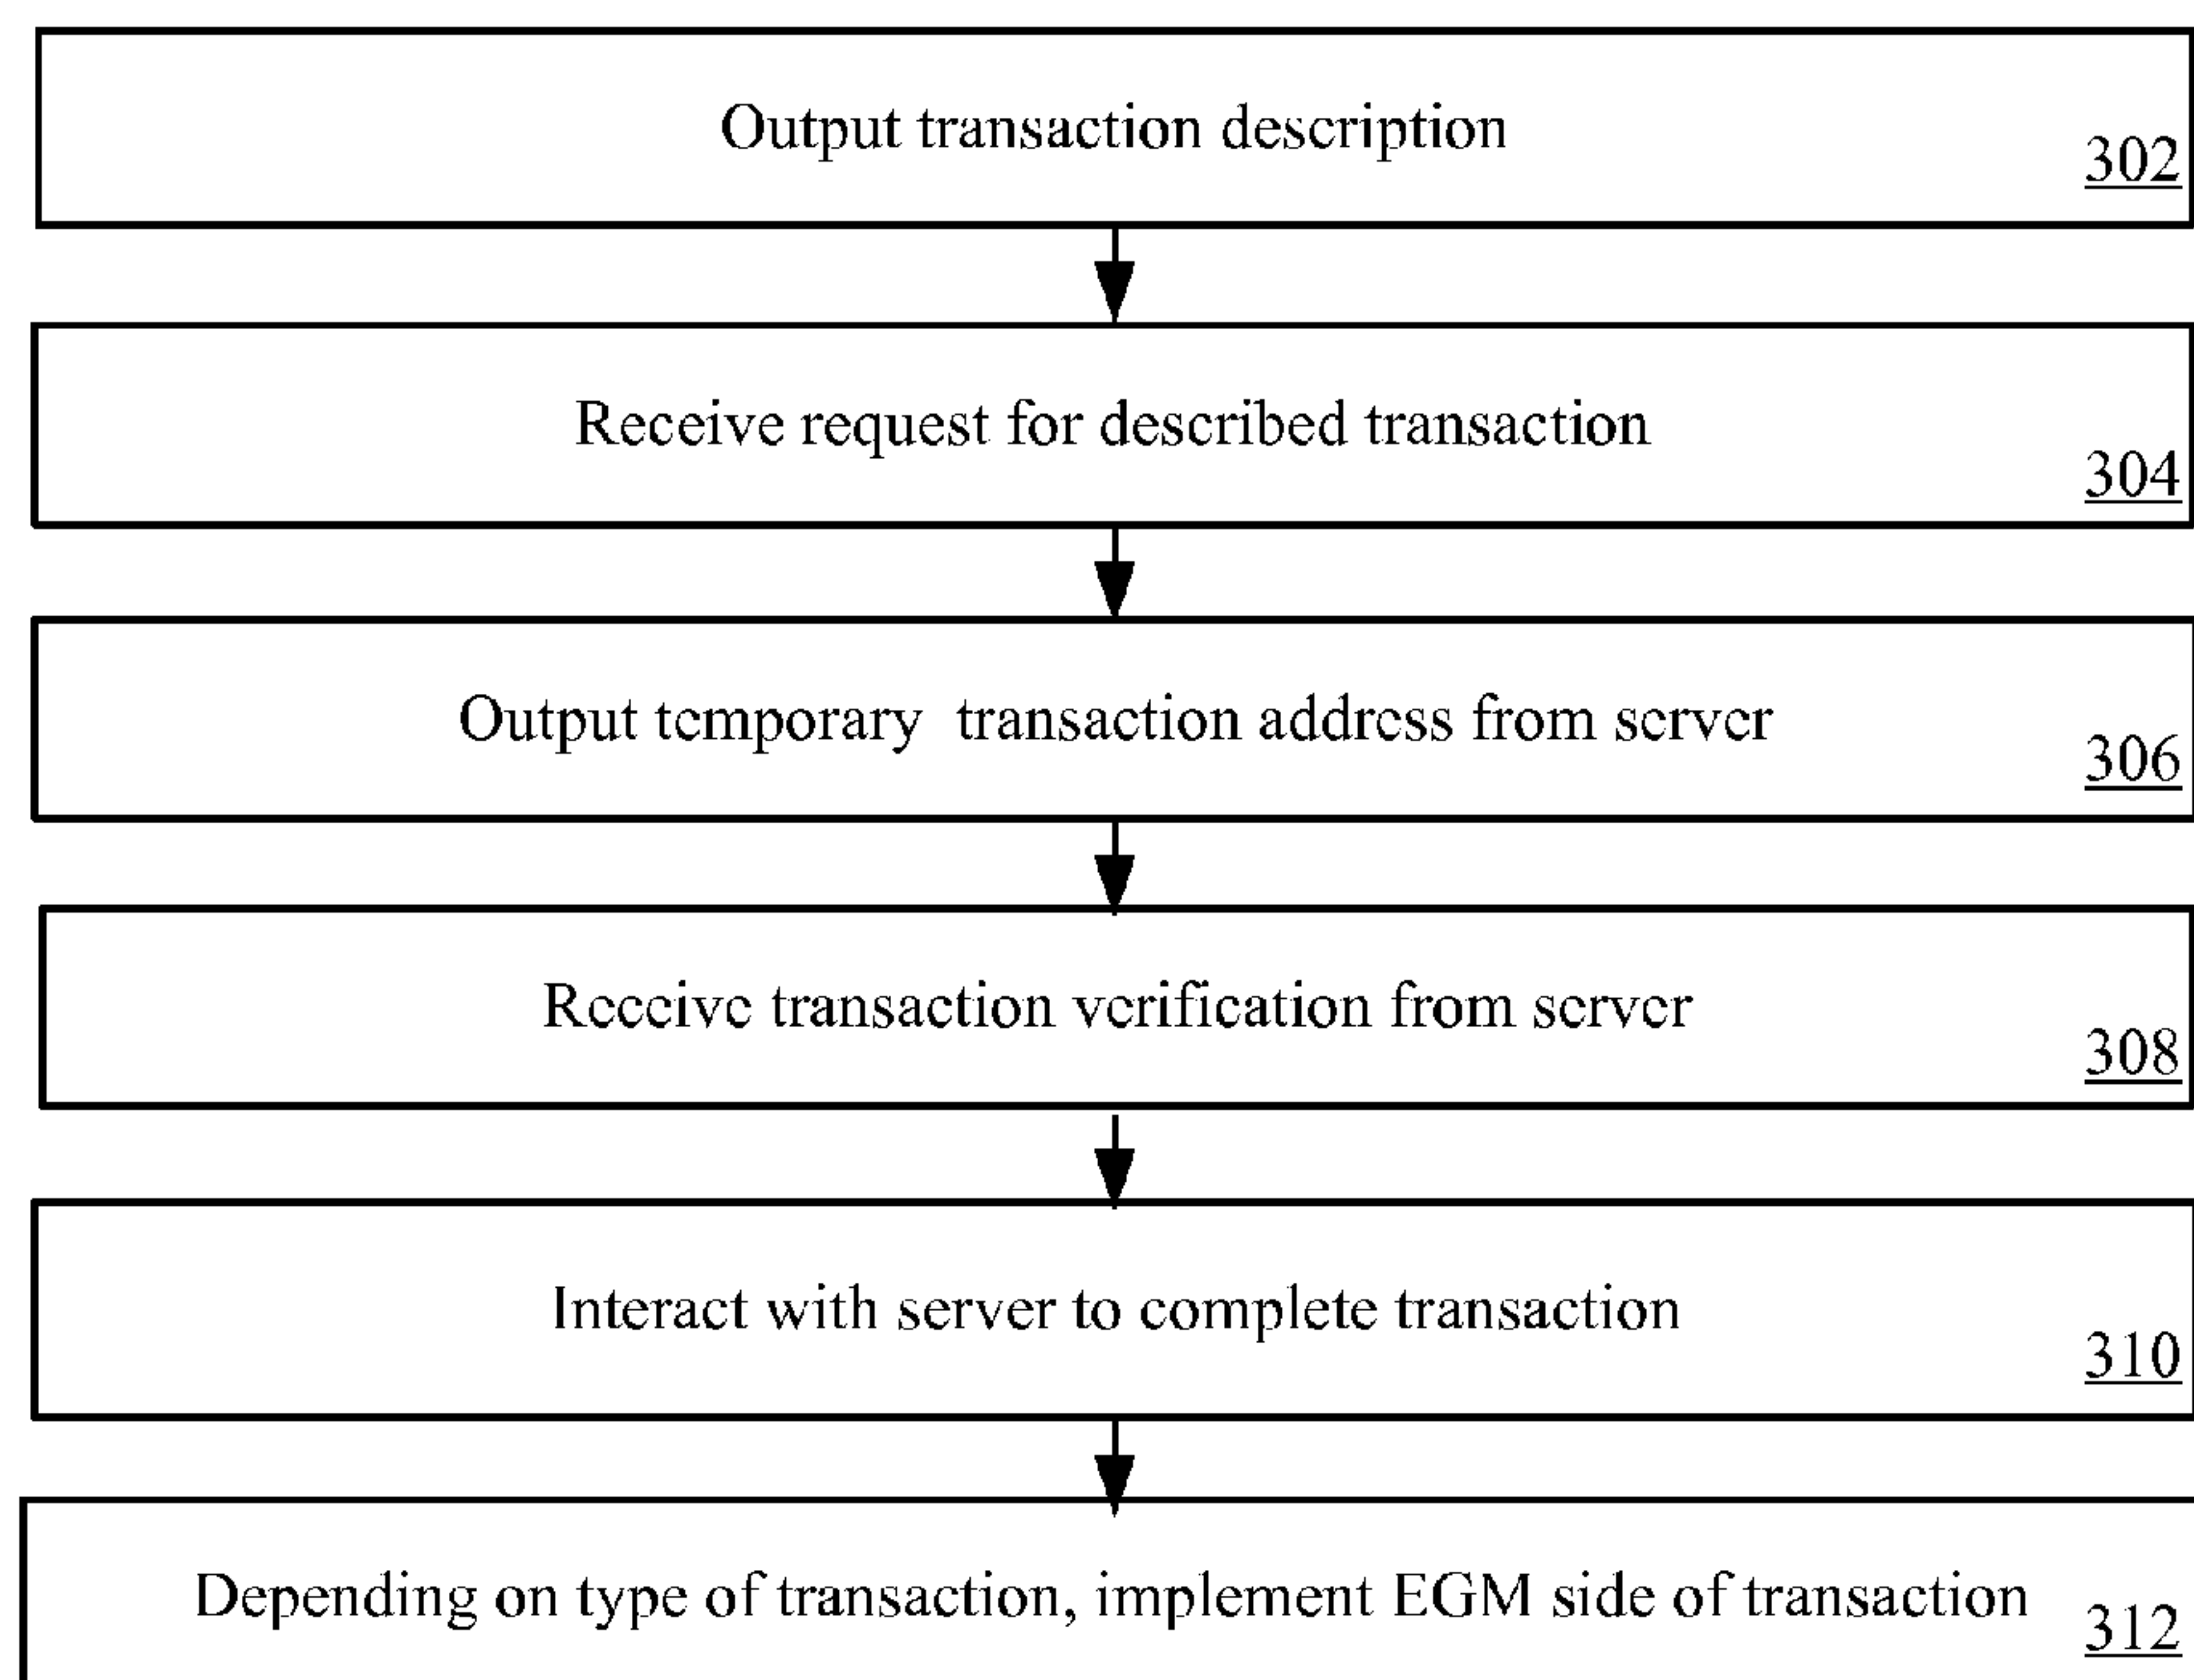 Output transaction description
302
Receive request for described transaction
304
Output temporary transaction address from server
306
Receive transaction verification from server
308
Interact with server to complete transaction
310
Depending on type of transaction, implement EGM side of transaction
312